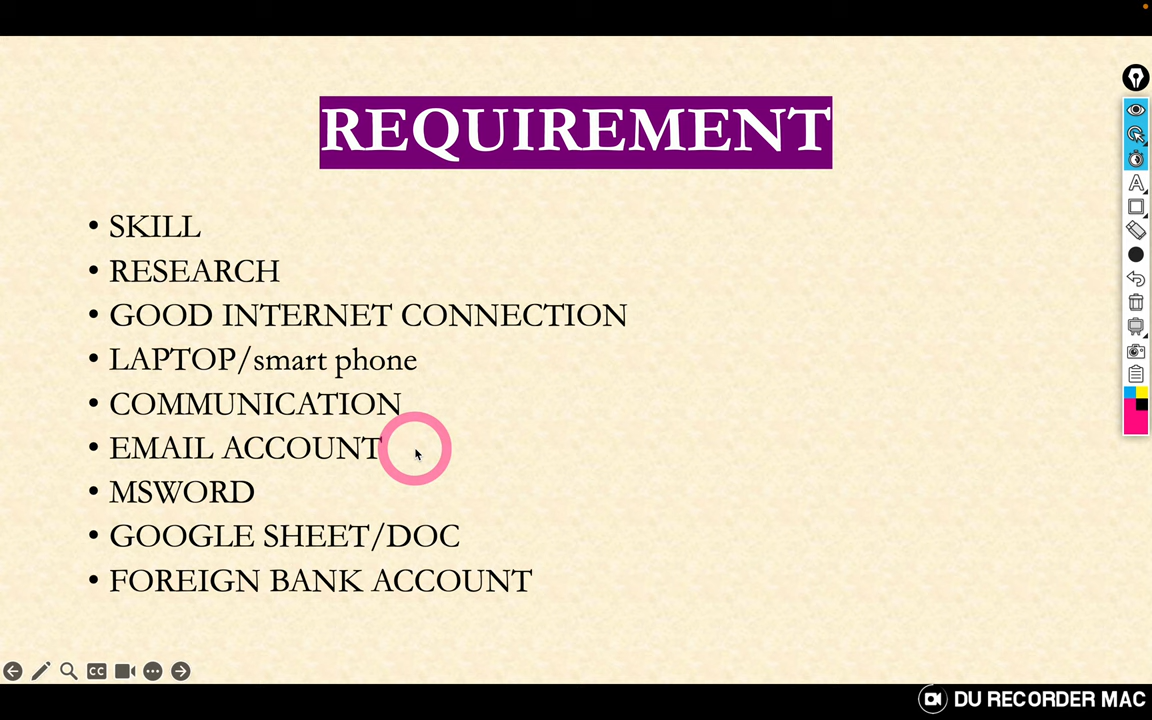 REQUIREMENT
• SKILL
• RESEARCH
• GOOD INTERNET CONNECTION
• LAPTOP/smart phone
• COMMUNICATION
• EMAIL ACCOUNT
• MSWORD
• GOOGLE SHEET/DOC
• FOREIGN BANK ACCOUNT
CC
DU RECORDER MAC